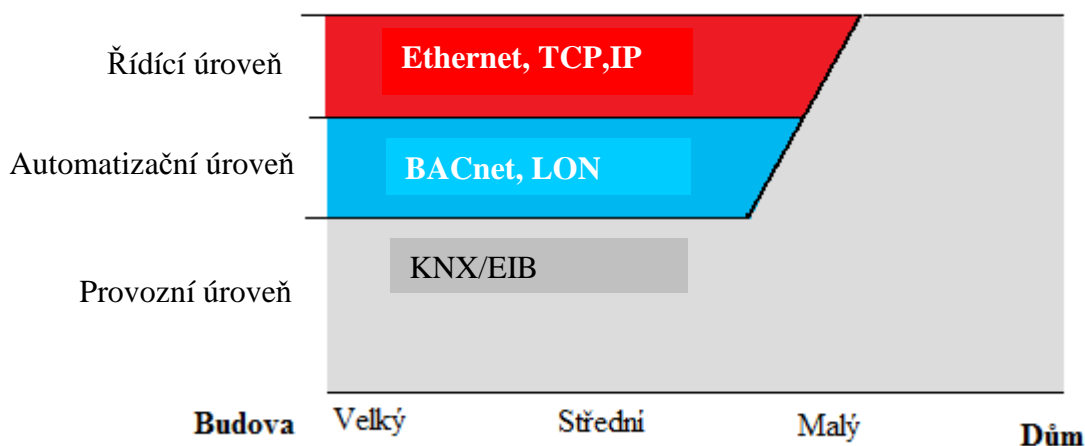 Řídící úroveň
Ethernet, TCP,IP
Automatizační úroveň
BACnet, LON
KNX/EIB
Provozní úroveň
Budova
Velký
Střední
Malý
Dům